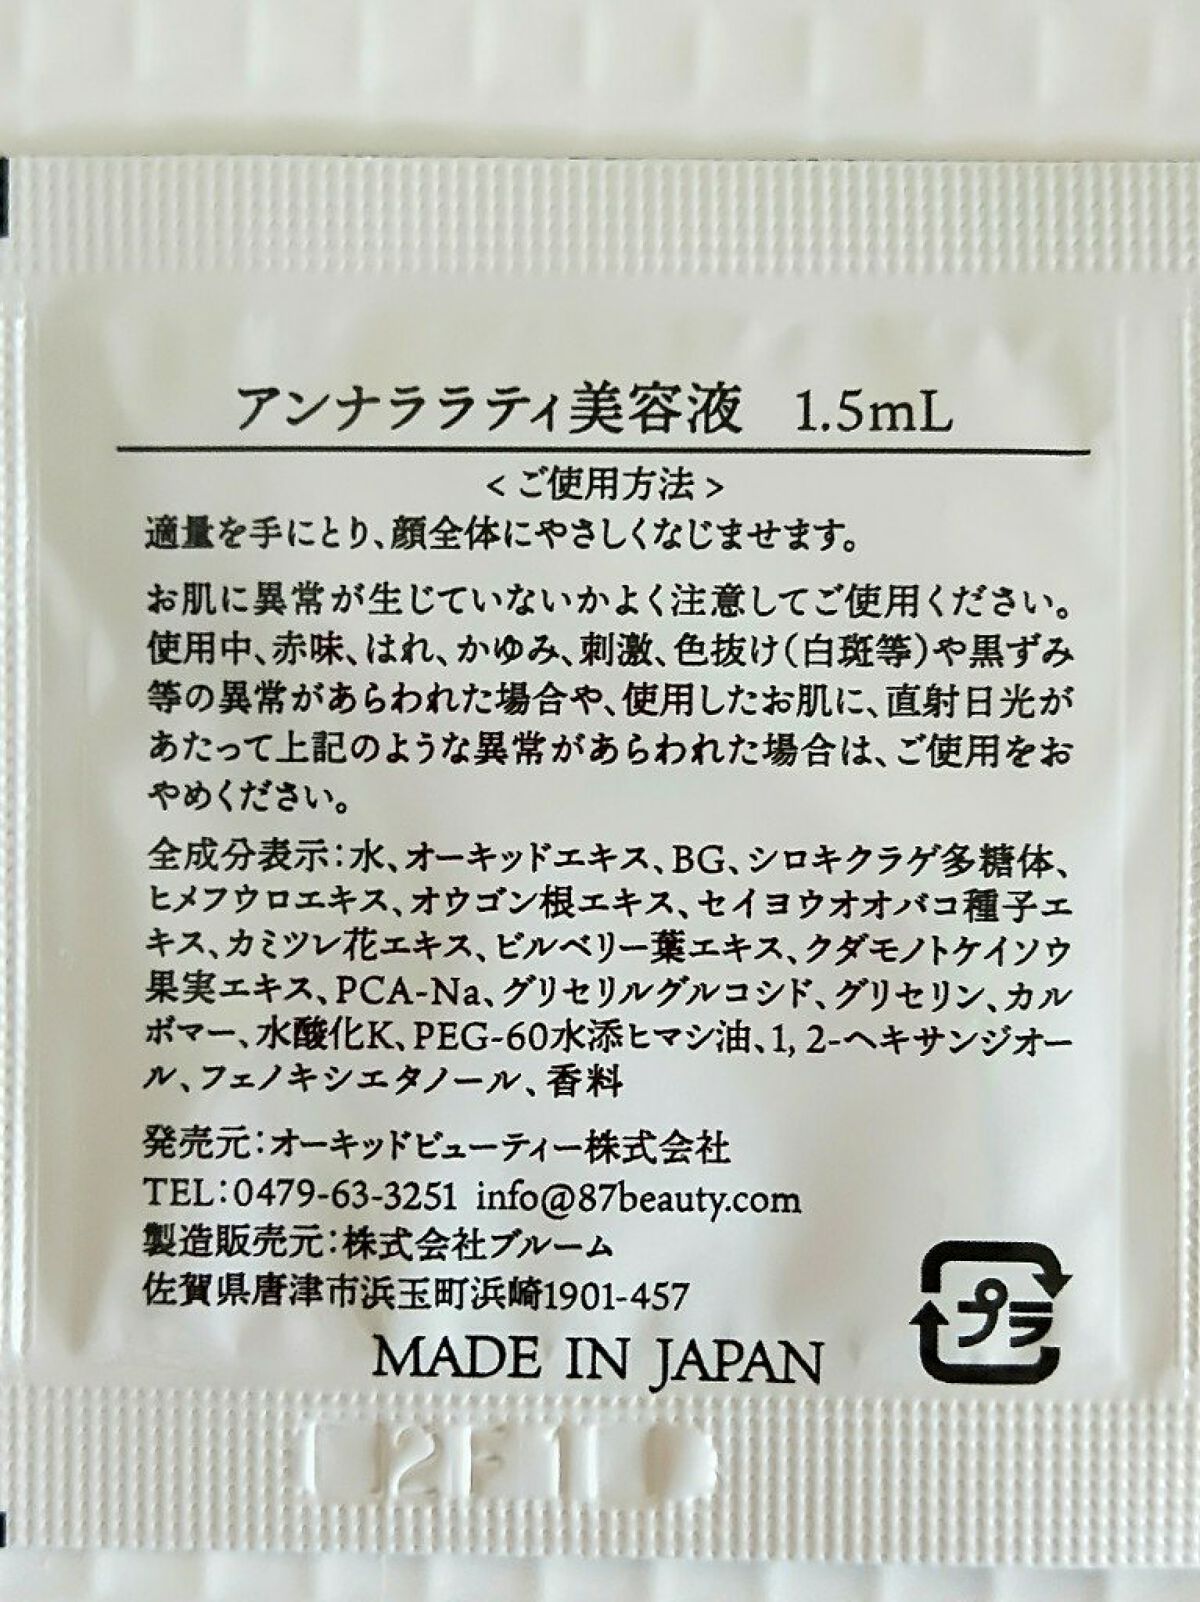 アンナララティ美容液 1.5mL
<ご使用方法>
適量を手にとり、顔全体にやさしくなじませます。
お肌に異常が生じていないかよく注意してご使用ください。
使用中、赤味、はれ、かゆみ、刺激、色抜け(白斑等)や黒ずみ
等の異常があらわれた場合や、使用したお肌に、直射日光が
あたって上記のような異常があらわれた場合は、ご使用をお
やめください。
全成分表示:水、オーキッドエキス、BG、シロキクラゲ多糖体、
ヒメフウロエキス、オウゴン根エキス、セイヨウオオバコ種子エ
キス、カミツレ花エキス、ビルベリー葉エキス、クダモノトケイソウ
果実エキス、PCA-Na、グリセリルグルコシド、グリセリン、カル
ボマー、水酸化K、PEG-60水添ヒマシ油、1, 2-ヘキサンジオー
ル、フェノキシエタノール、香料
発売元:オーキッドビューティー株式会社
TEL:0479-63-3251 info@87beauty.com
製造販売元:株式会社ブルーム
佐賀県唐津市浜玉町浜崎1901-457
プラ
MADE IN JAPAN